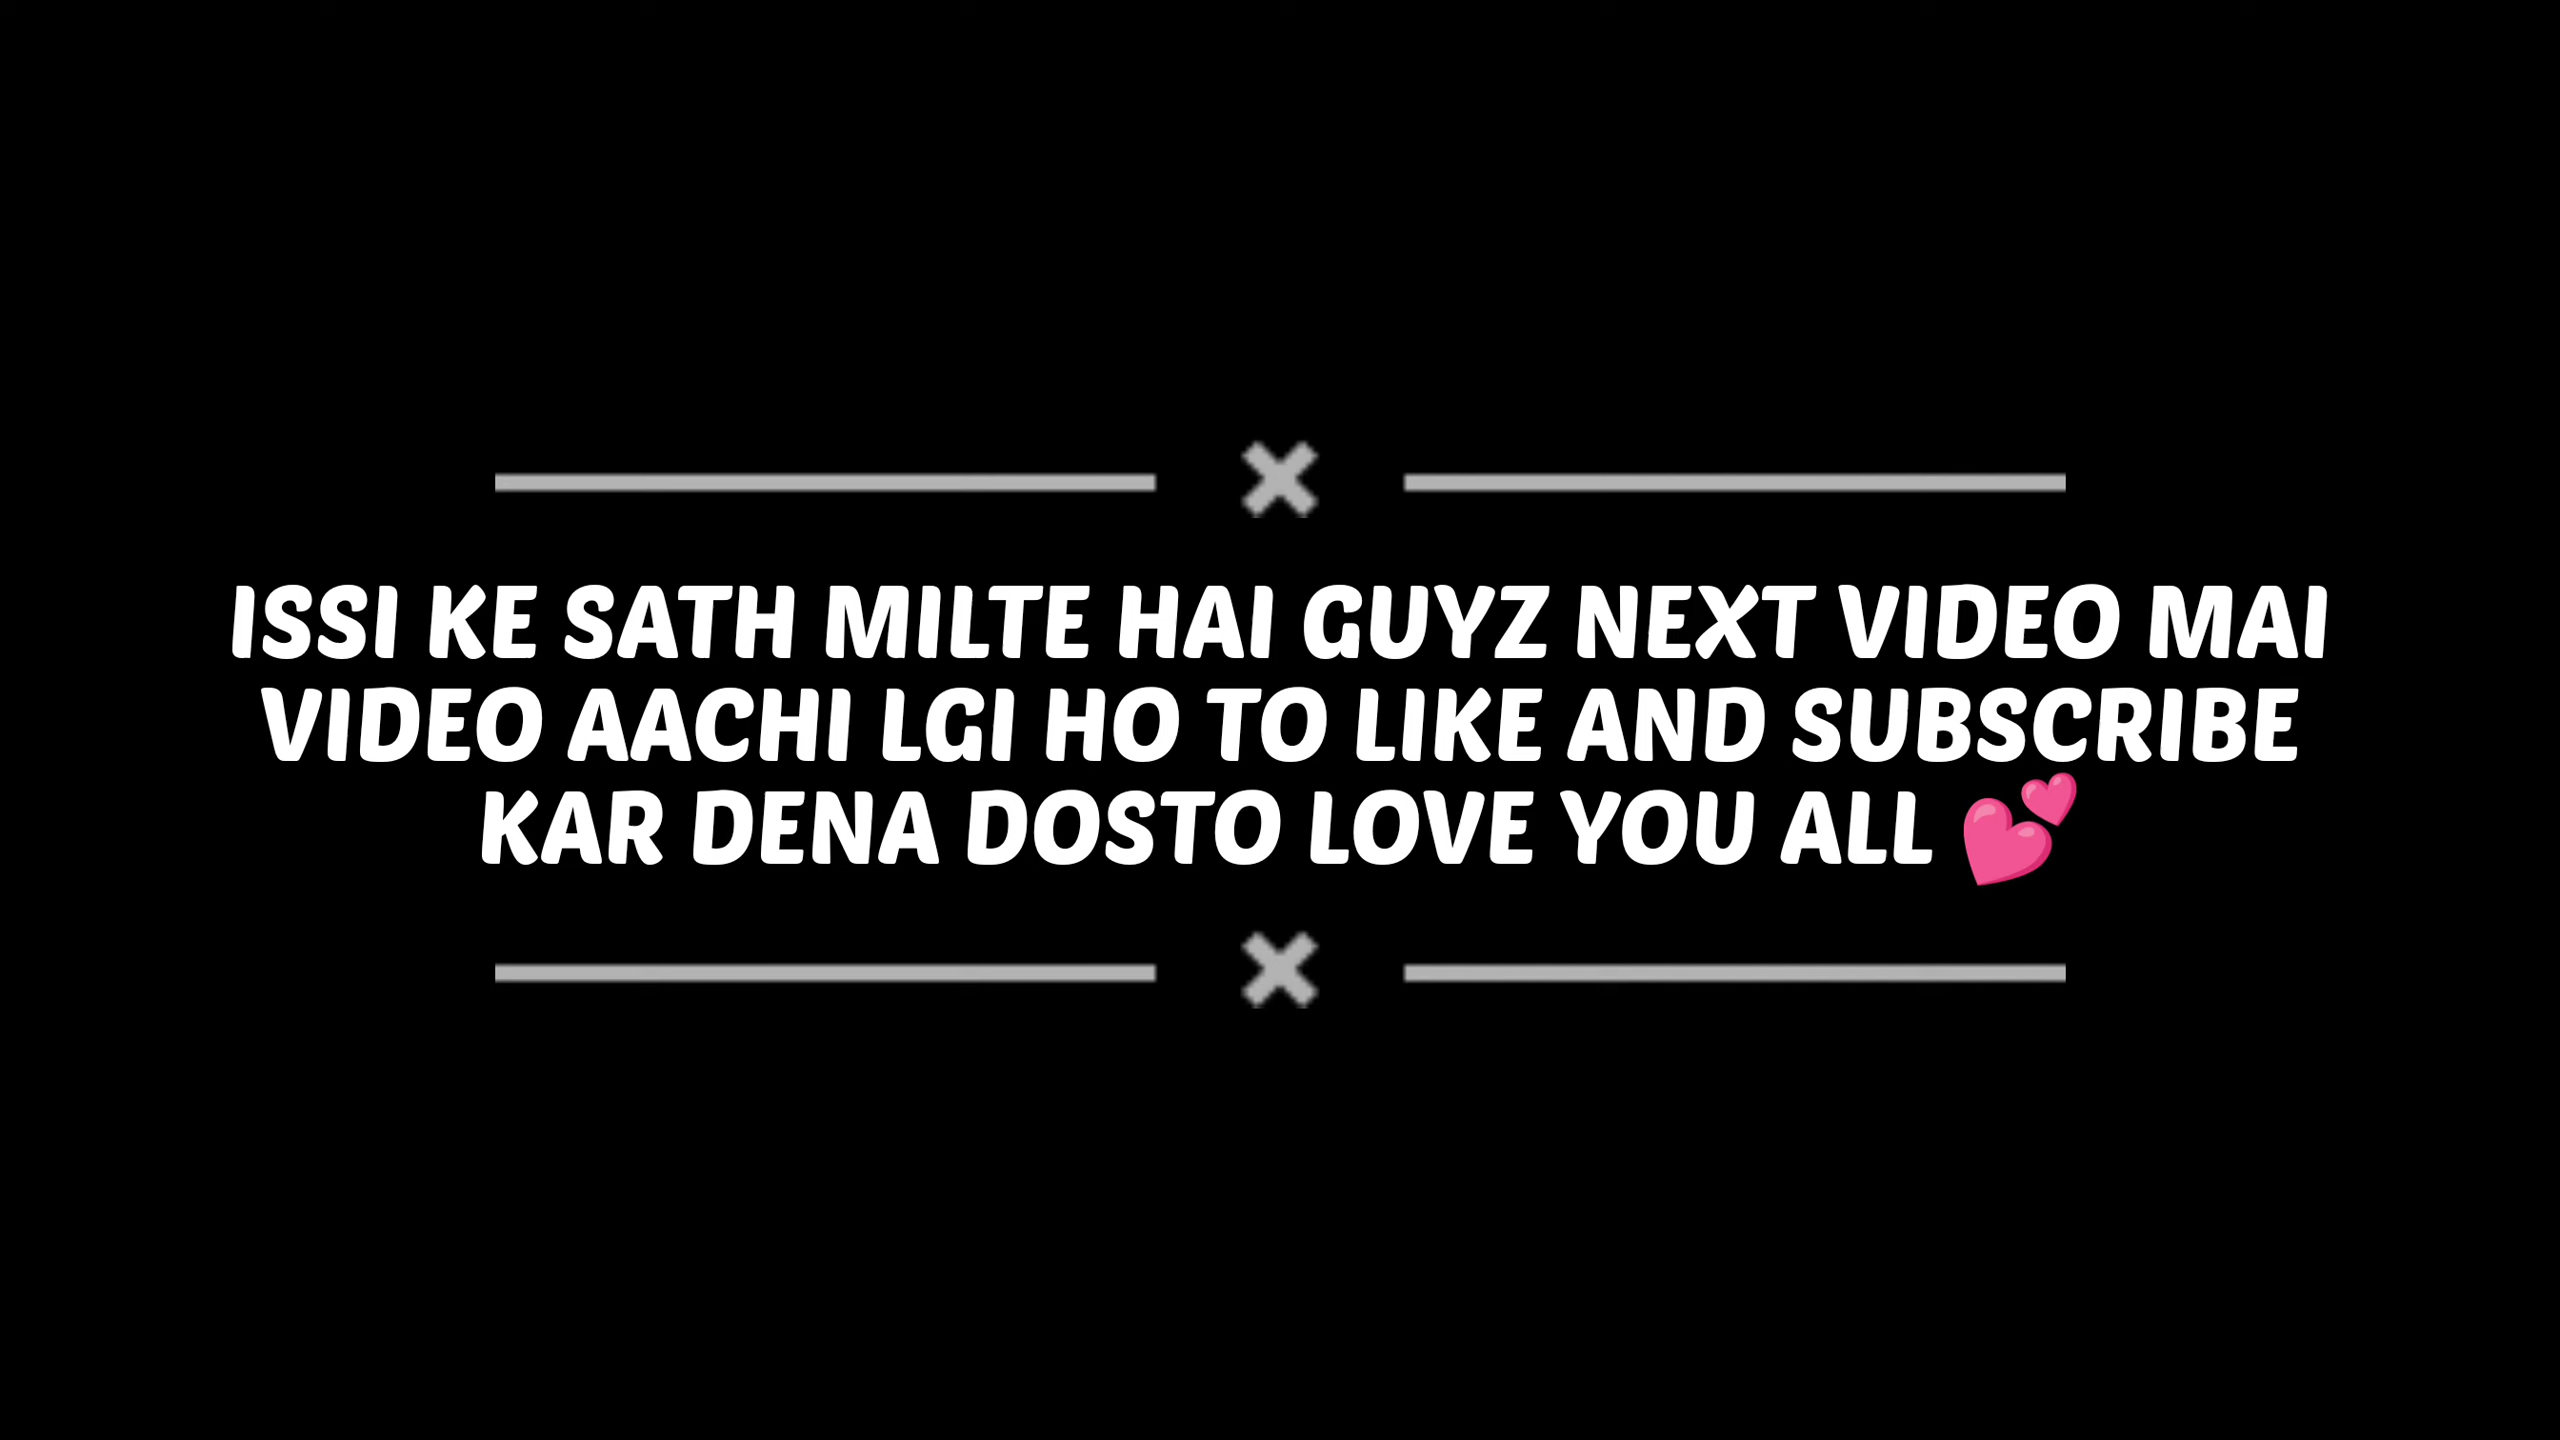 ISSI KE SATH MILTE HAI GUYZ NEXT VIDEO MAI
VIDEO AACHI LGI HO TO LIKE AND SUBSCRIBE
KAR DENA DOSTO LOVE YOU ALL 💕